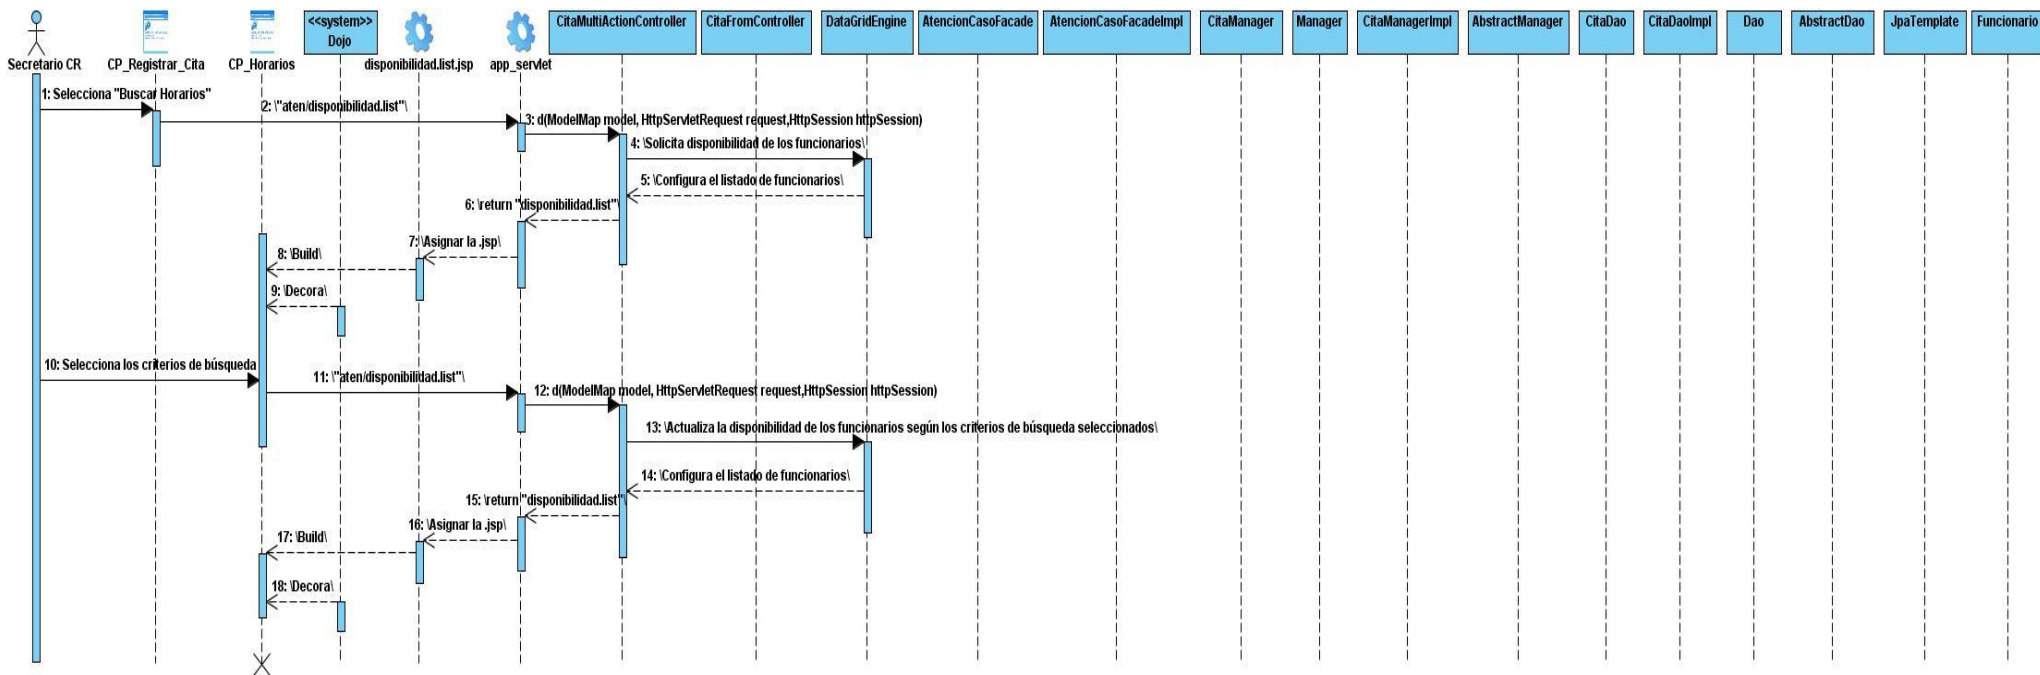 <<system>>
Dojo
CitaMultiActionController
CitaFromController
DataGridEngine
AtencionCasoFacade
AtencionCasoFacadeImpl
CitaManager
Manager
CitaManagerImpl
AbstractManager
CitaDao
CitaDaoImpl
Dao
AbstractDao
JpaTemplate
Funcionario
Secretario CR
CP_Registrar_Cita
CP_Horarios
disponibilidad.list.jsp
app_servlet
1: Selecciona "Buscar Horarios"
2: \"aten/disponibilidad.list"\
3: d(ModelMap model, HttpServletRequest request,HttpSession httpSession)
4: \Solicita disponibilidad de los funcionarios\
5: \Configura el listado de funcionarios\
6: \return "disponibilidad.list"\
7: \Asignar la .jsp\
8: \Build\
9: \Decora\
10: Selecciona los criterios de búsqueda
11: \"aten/disponibilidad.list"\
12: d(ModelMap model, HttpServletRequest request,HttpSession httpSession)
13: \Actualiza la disponibilidad de los funcionarios según los criterios de búsqueda seleccionados\
14: \Configura el listado de funcionarios\
15: \return "disponibilidad.list"\
16: \Asignar la .jsp\
17: \Build\
18: \Decora\